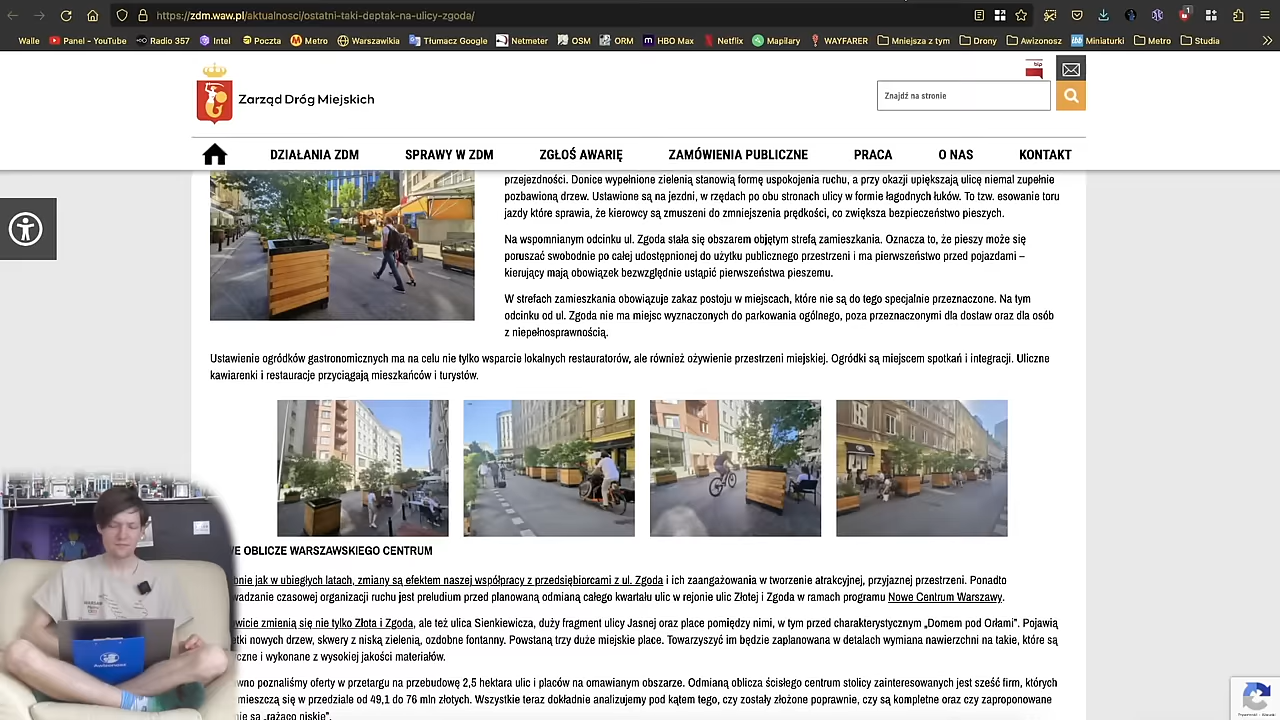 https://zdm.waw.pl/aktualnosci/ostatni-taki-deptak-na-ulicy-zgoda/
Walle Panel - YouTube Radio 357 Intel Poczta Metro Warszawikia Tłumacz Google Netmeter OSM ORM HBO Max Netflix Mapilary WAYFARER Mniejsza z tym Drony Awizonosz Miniaturki Metro Studia
bip
Zarząd Dróg Miejskich
Znajdź na stronie
DZIAŁANIA ZDM SPRAWY W ZDM ZGŁOŚ AWARIĘ ZAMÓWIENIA PUBLICZNE PRACA O NAS KONTAKT
przejezdności. Donice wypełnione zielenią stanowią formę uspokojenia ruchu, a przy okazji upiększają ulicę niemal zupełnie
pozbawioną drzew. Ustawione są na jezdni, w rzędach po obu stronach ulicy w formie łagodnych łuków. To tzw. esowanie toru
jazdy które sprawia, że kierowcy są zmuszeni do zmniejszenia prędkości, co zwiększa bezpieczeństwo pieszych.
Na wspomnianym odcinku ul. Zgoda stała się obszarem objętym strefą zamieszkania. Oznacza to, że pieszy może się
poruszać swobodnie po całej udostępnionej do użytku publicznego przestrzeni i ma pierwszeństwo przed pojazdami –
kierujący mają obowiązek bezwzględnie ustąpić pierwszeństwa pieszemu.
W strefach zamieszkania obowiązuje zakaz postoju w miejscach, które nie są do tego specjalnie przeznaczone. Na tym
odcinku od ul. Zgoda nie ma miejsc wyznaczonych do parkowania ogólnego, poza przeznaczonymi dla dostaw oraz dla osób
z niepełnosprawnością.
Ustawienie ogródków gastronomicznych ma na celu nie tylko wsparcie lokalnych restauratorów, ale również ożywienie przestrzeni miejskiej. Ogródki są miejscem spotkań i integracji. Uliczne
kawiarenki i restauracje przyciągają mieszkańców i turystów.
WE OBLICZE WARSZAWSKIEGO CENTRUM
bnie jak w ubiegłych latach, zmiany są efektem naszej współpracy z przedsiębiorcami z ul. Zgoda i ich zaangażowania w tworzenie atrakcyjnej, przyjaznej przestrzeni. Ponadto
wadzanie czasowej organizacji ruchu jest preludium przed planowaną odmianą całego kwartału ulic w rejonie ulic Złotej i Zgoda w ramach programu Nowe Centrum Warszawy.
wicie zmienią się nie tylko Złota i Zgoda, ale też ulica Sienkiewicza, duży fragment ulicy Jasnej oraz place pomiędzy nimi, w tym przed charakterystycznym „Domem pod Orłami”. Pojawią
etki nowych drzew, skwery z niską zielenią, ozdobne fontanny. Powstaną trzy duże miejskie place. Towarzyszić im będzie zaplanowana w detalach wymiana nawierzchni na takie, które są
yczne i wykonane z wysokiej jakości materiałów.
wno poznaliśmy oferty w przetargu na przebudowę 2,5 hektara ulic i placów na omawianym obszarze. Odmianą oblicza ścisłego centrum stolicy zainteresowanych jest sześć firm, których
mieszczą się w przedziale od 49,1 do 76 mln złotych. Wszystkie teraz dokładnie analizujemy pod kątem tego, czy zostały złożone poprawnie, czy są kompletne oraz czy zaproponowane
nie są „rażąco niskie”.